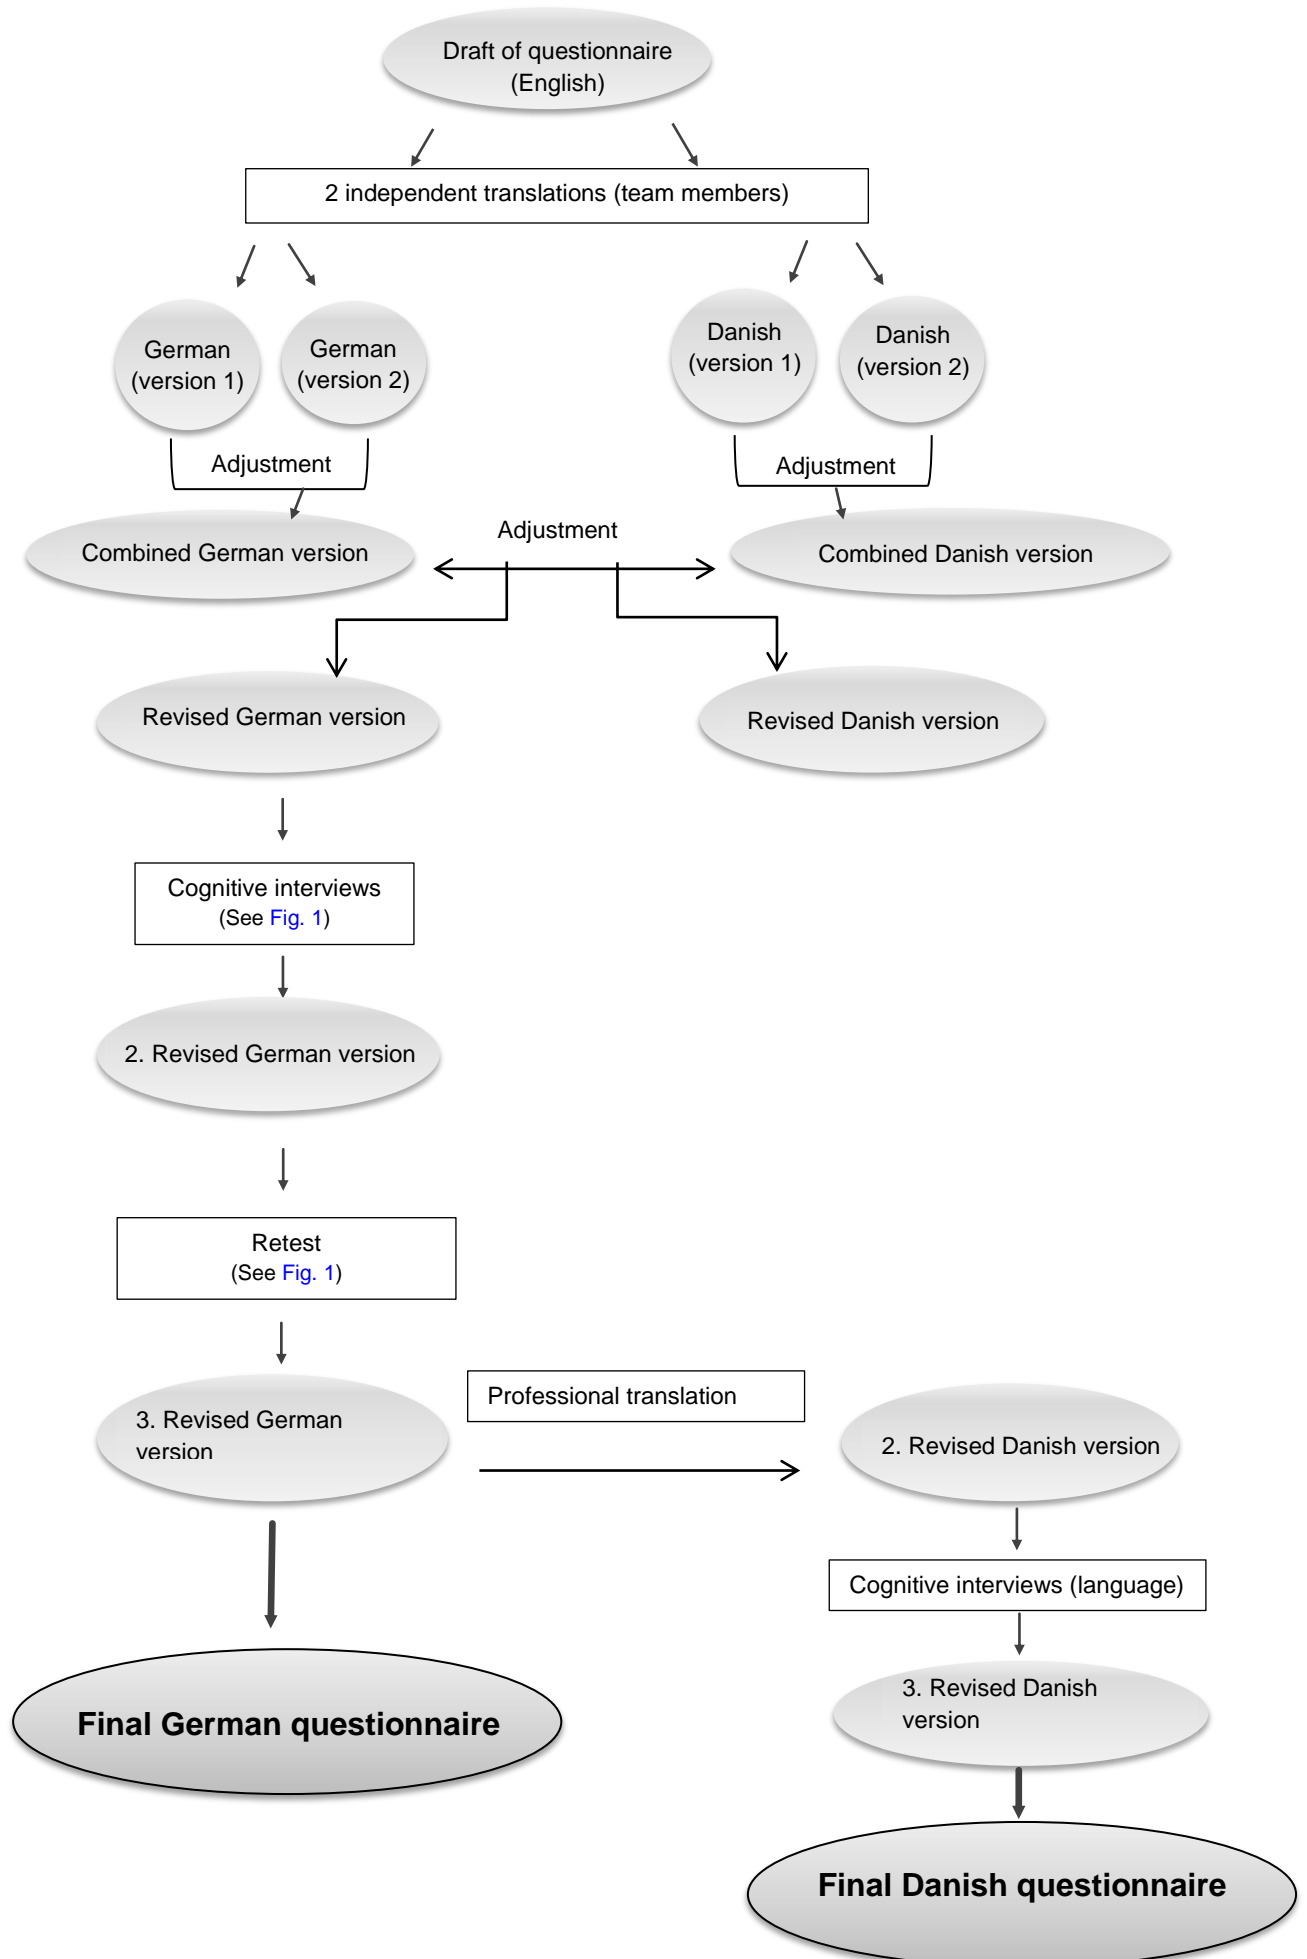 Draft of questionnaire
(English)
2 independent translations (team members)
German
(version 1)
German
(version 2)
Danish
(version 1)
Danish
(version 2)
Adjustment
Adjustment
Combined German version
Adjustment
Combined Danish version
Revised German version
Revised Danish version
Cognitive interviews
(See Fig. 1)
2. Revised German version
Retest
(See Fig. 1)
3. Revised German
version
Professional translation
2. Revised Danish version
Cognitive interviews (language)
3. Revised Danish
version
Final German questionnaire
Final Danish questionnaire